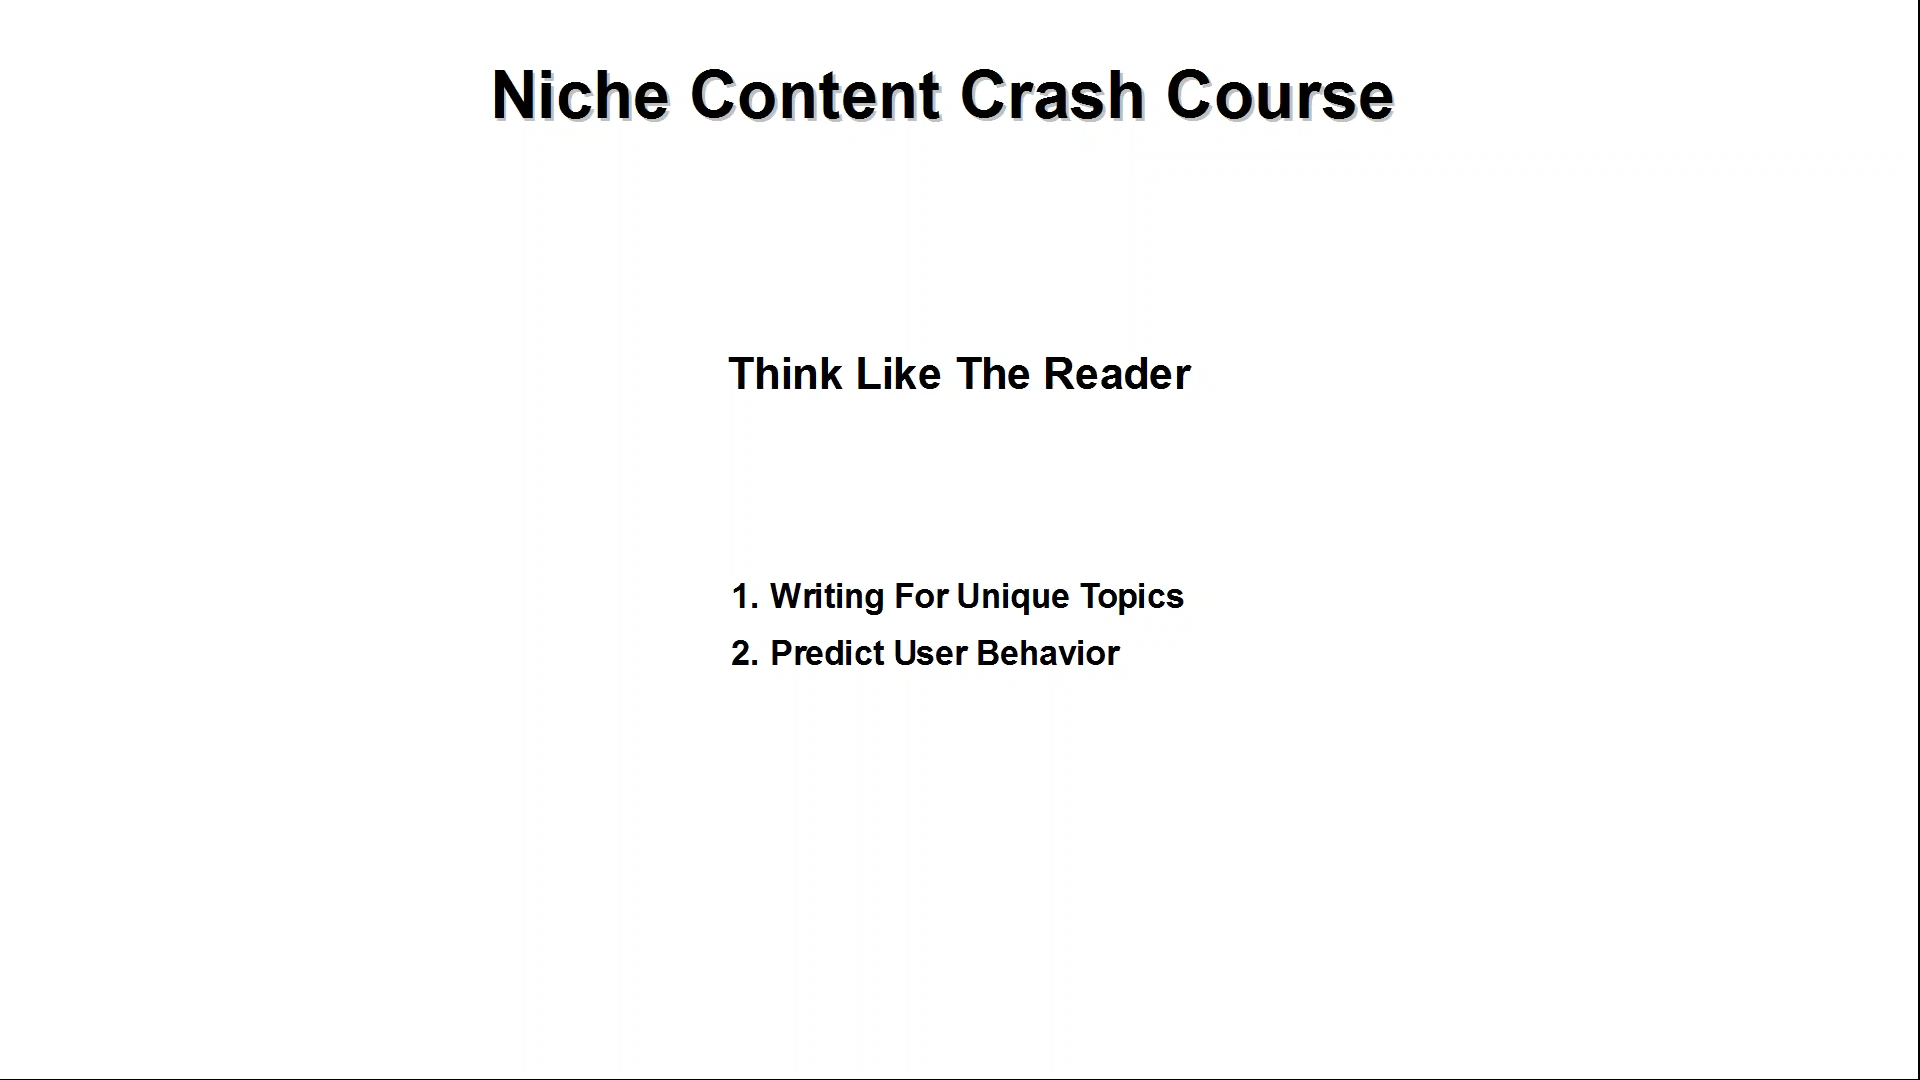 Niche Content Crash Course
Think Like The Reader
1. Writing For Unique Topics
2. Predict User Behavior